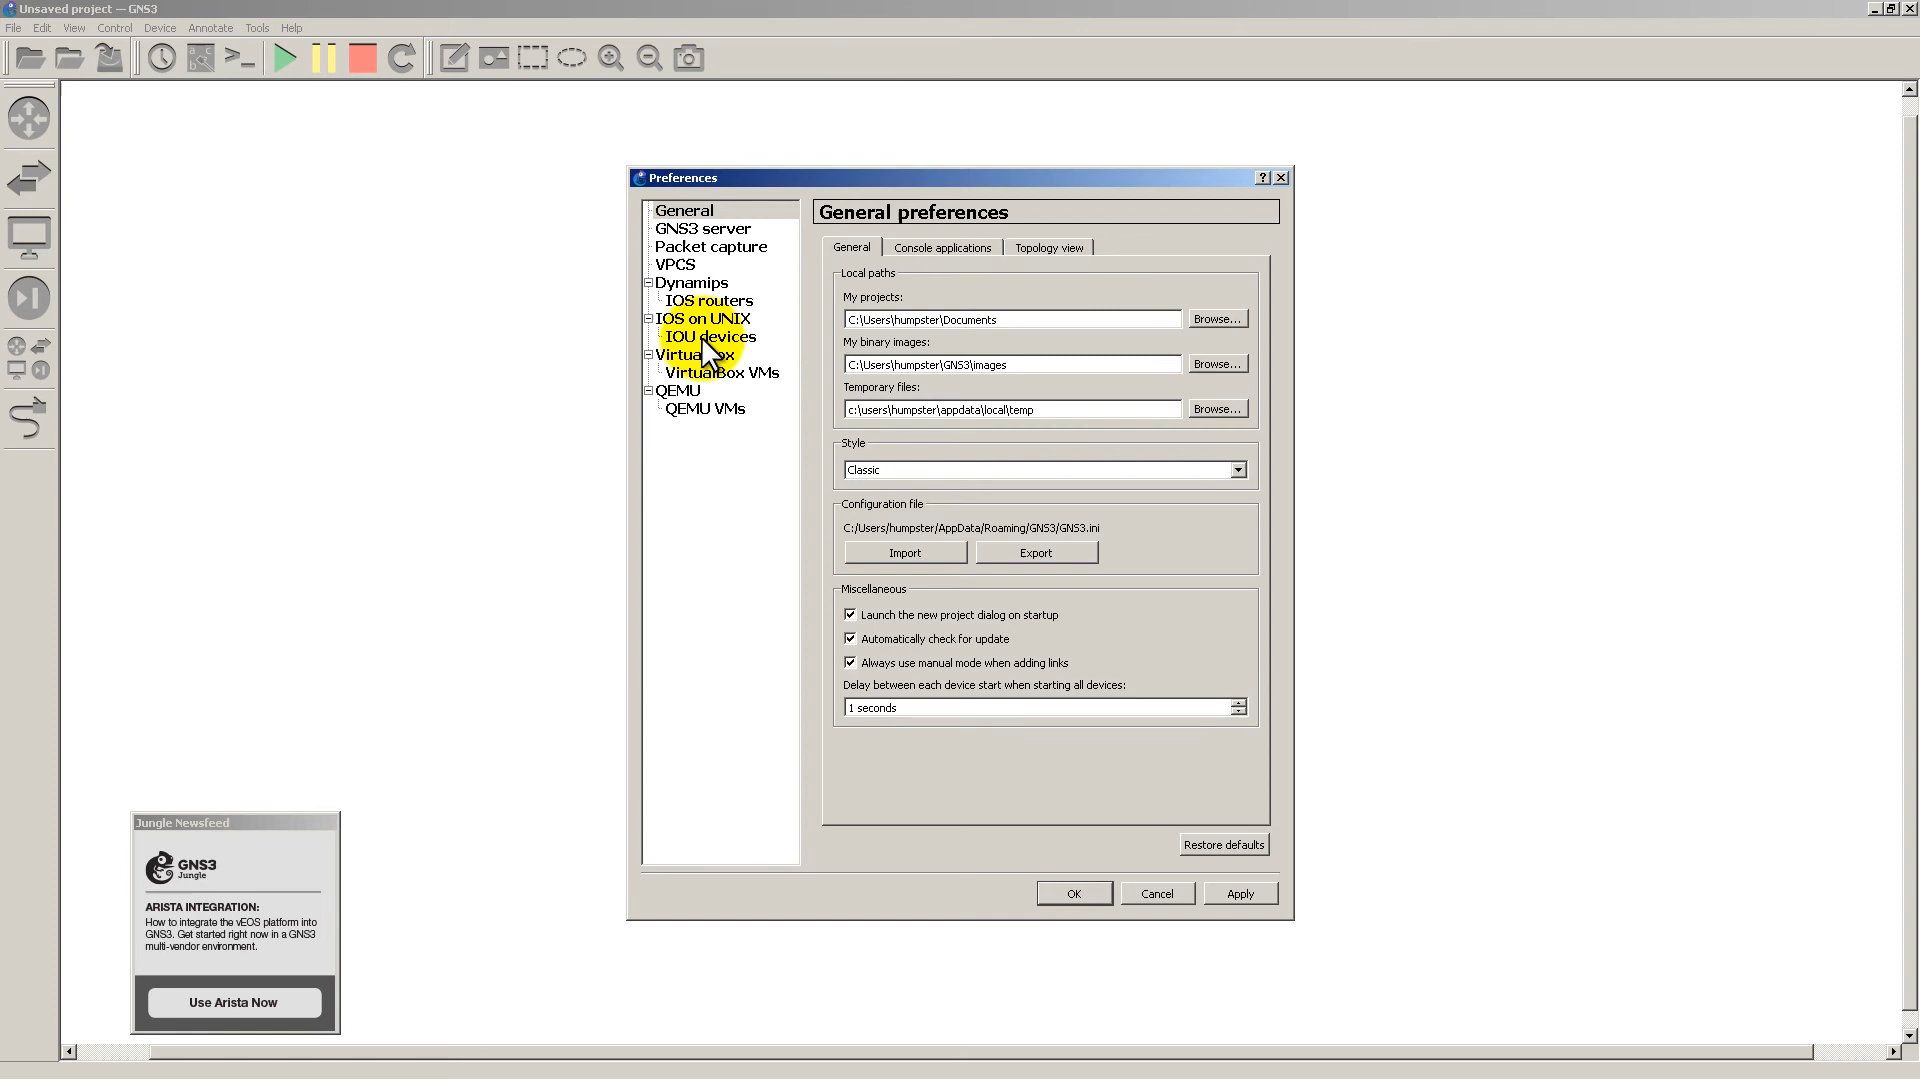 Unsaved project — GNS3
File Edit View Control Device Annotate Tools Help
Preferences
General
GNS3 server
Packet capture
VPCS
Dynamips
IOS routers
IOS on UNIX
IOU devices
VirtualBox
VirtualBox VMs
QEMU
QEMU VMs
General preferences
General Console applications Topology view
Local paths
My projects:
C:\Users\humpster\Documents Browse...
My binary images:
C:\Users\humpster\GNS3\images Browse...
Temporary files:
c:\users\humpster\appdata\local\temp Browse...
Style
Classic
Configuration file
C:/Users/humpster/AppData/Roaming/GNS3/GNS3.ini
Import Export
Miscellaneous
Launch the new project dialog on startup
Automatically check for update
Always use manual mode when adding links
Delay between each device start when starting all devices:
1 seconds
Restore defaults
OK Cancel Apply
Jungle Newsfeed
GNS3
Jungle
ARISTA INTEGRATION:
How to integrate the vEOS platform into
GNS3. Get started right now in a GNS3
multi-vendor environment.
Use Arista Now